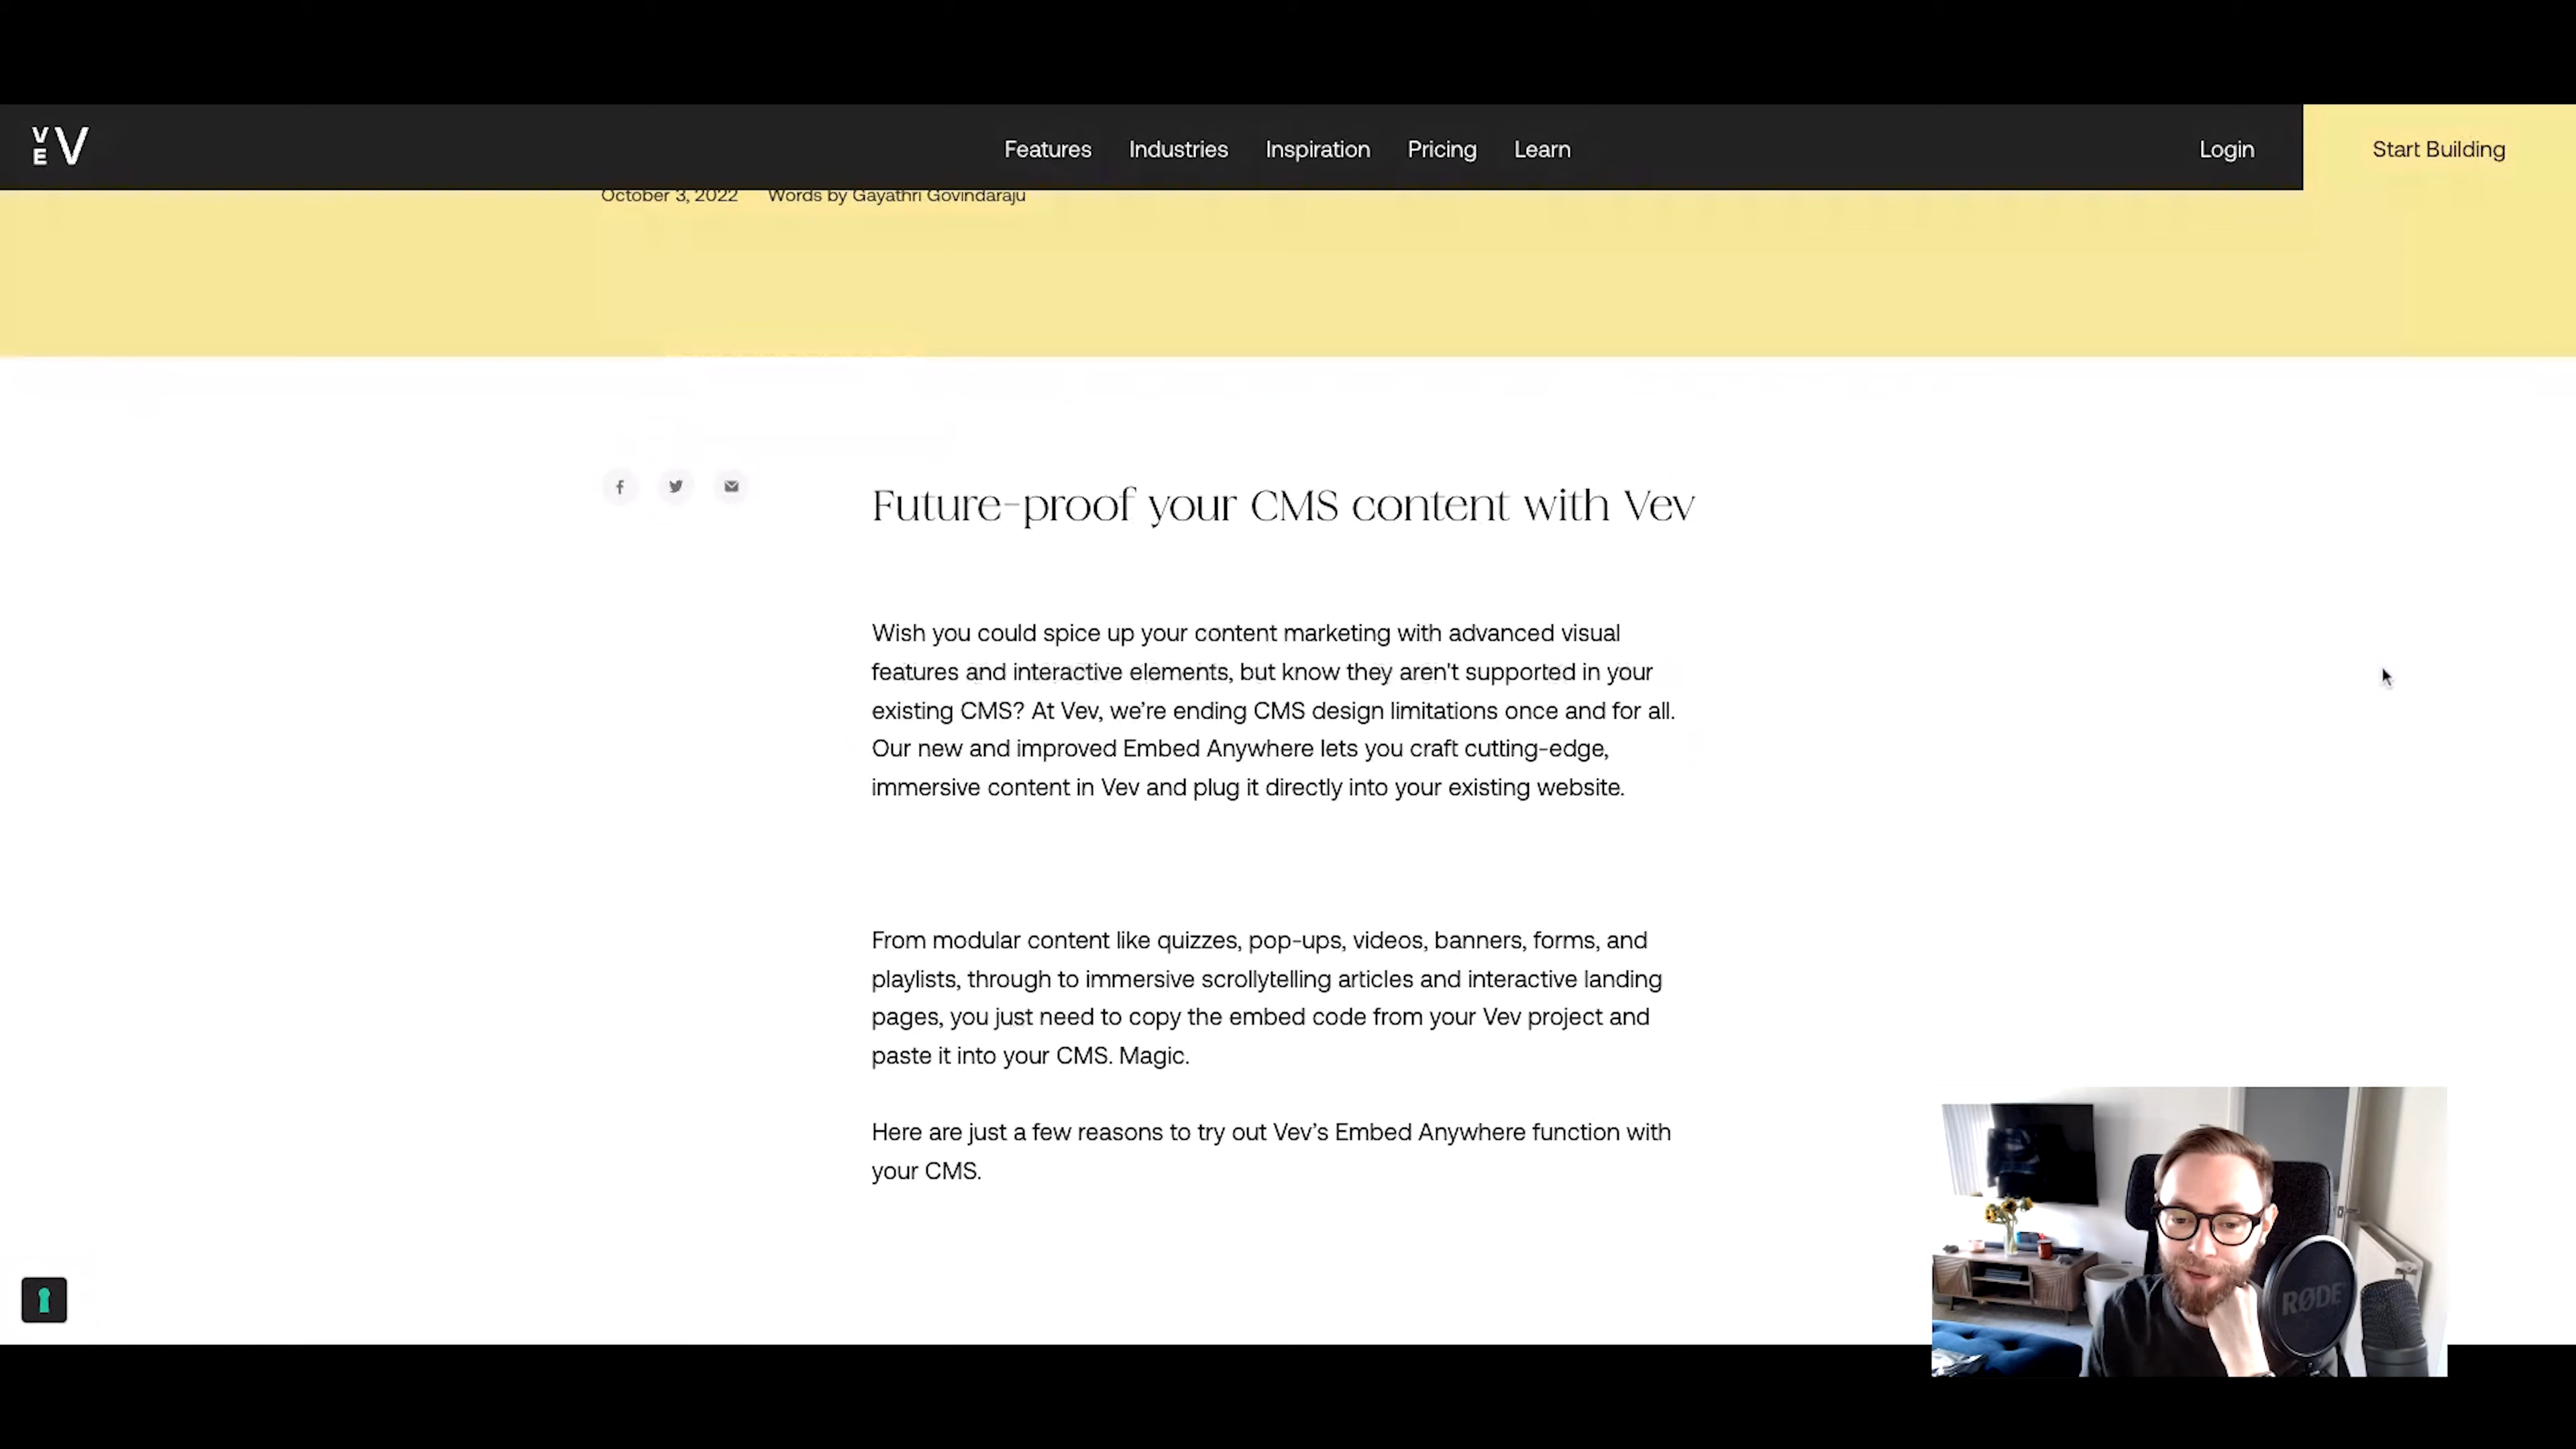 VEV
Features Industries Inspiration Pricing Learn
Login
Start Building
October 3, 2022 Words by Gayathri Govindaraju
Future-proof your CMS content with Vev
Wish you could spice up your content marketing with advanced visual
features and interactive elements, but know they aren't supported in your
existing CMS? At Vev, we’re ending CMS design limitations once and for all.
Our new and improved Embed Anywhere lets you craft cutting-edge,
immersive content in Vev and plug it directly into your existing website.
From modular content like quizzes, pop-ups, videos, banners, forms, and
playlists, through to immersive scrollytelling articles and interactive landing
pages, you just need to copy the embed code from your Vev project and
paste it into your CMS. Magic.
Here are just a few reasons to try out Vev’s Embed Anywhere function with
your CMS.
RØDE